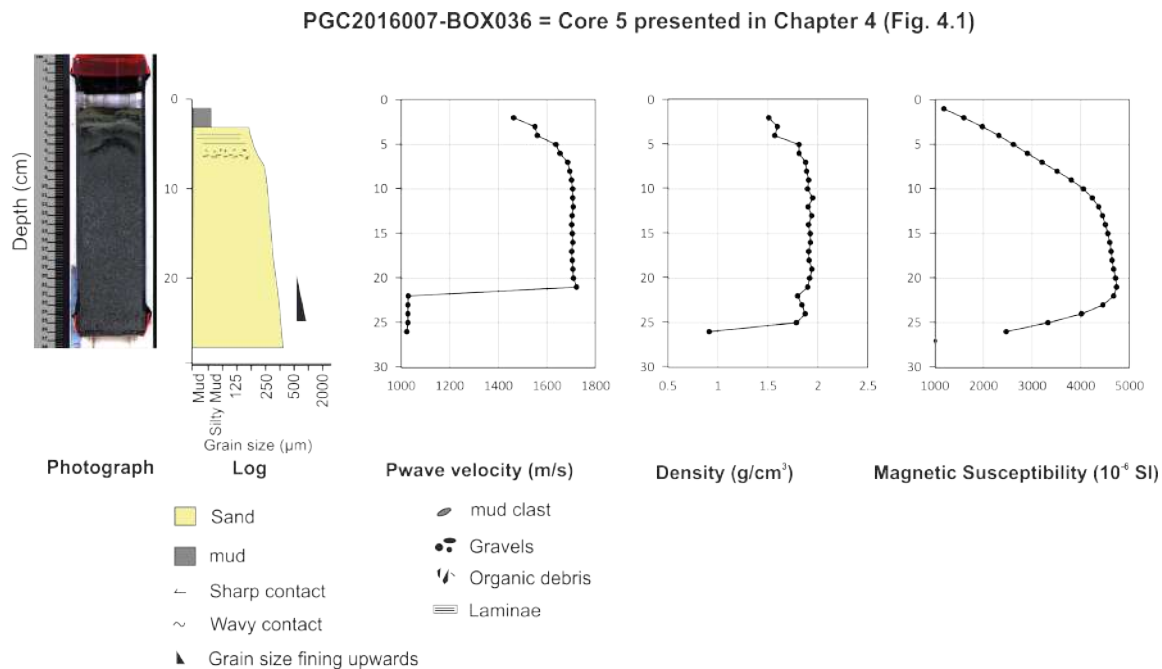 PGC2016007-BOX036 = Core 5 presented in Chapter 4 (Fig. 4.1)
Depth (cm)
0
10
20
Mud
Silty Mud
125
250
500
2000
Grain size (µm)
0
5
10
15
20
25
30
1000 1200 1400 1600 1800
0
5
10
15
20
25
30
0.5 1 1.5 2 2.5
0
5
10
15
20
25
30
1000 2000 3000 4000 5000
Photograph Log Pwave velocity (m/s) Density (g/cm³) Magnetic Susceptibility (10⁻⁶ SI)
Sand
mud
Sharp contact
Wavy contact
Grain size fining upwards
mud clast
Gravels
Organic debris
Laminae